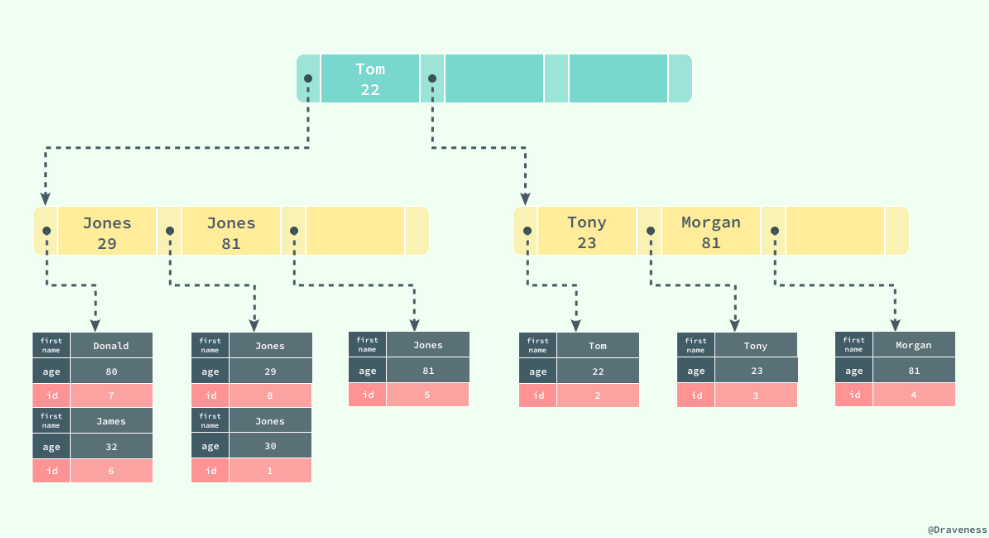 Tom
22
Jones
29
Jones
81
Tony
23
Morgan
81
first name Donald
age 80
id 7
first name James
age 32
id 6
first name Jones
age 29
id 8
first name Jones
age 30
id 1
first name Jones
age 81
id 5
first name Tom
age 22
id 2
first name Tony
age 23
id 3
first name Morgan
age 81
id 4
@Draveness